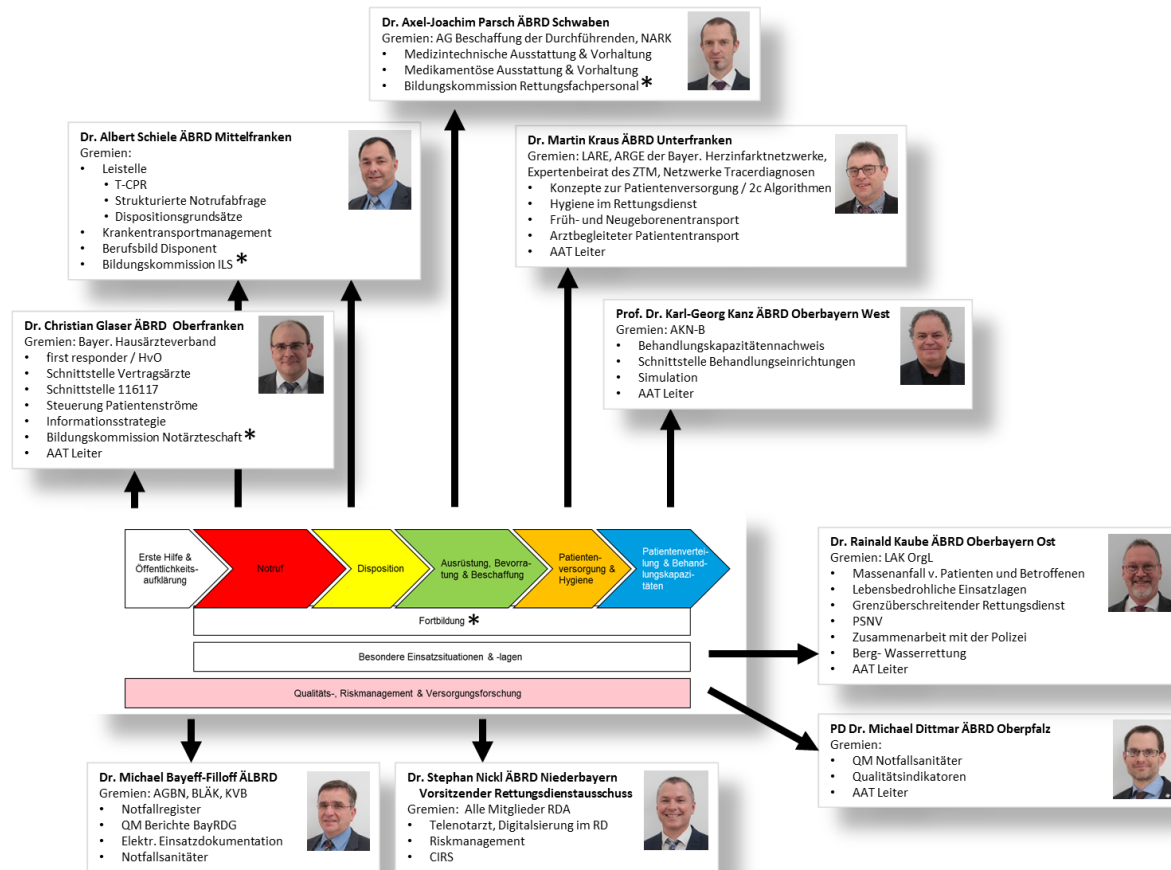 Dr. Axel-Joachim Parsch ÄBRD Schwaben
Gremien: AG Beschaffung der Durchführenden, NARK
• Medizintechnische Ausstattung & Vorhaltung
• Medikamentöse Ausstattung & Vorhaltung
• Bildungskommission Rettungsfachpersonal *
Dr. Albert Schiele ÄBRD Mittelfranken
Gremien:
• Leistelle
• T-CPR
• Strukturierte Notrufabfrage
• Dispositionsgrundsätze
• Krankentransportmanagement
• Berufsbild Disponent
• Bildungskommission ILS *
Dr. Martin Kraus ÄBRD Unterfranken
Gremien: LARE, ARGE der Bayer. Herzinfarktnetzwerke,
Expertenbeirat des ZTM, Netzwerke Tracerdiagnosen
• Konzepte zur Patientenversorgung / 2c Algorithmen
• Hygiene im Rettungsdienst
• Früh- und Neugeborenentransport
• Arztbegleiteter Patiententransport
• AAT Leiter
Dr. Christian Glaser ÄBRD Oberfranken
Gremien: Bayer. Hausärzteverband
• first responder / HvO
• Schnittstelle Vertragsärzte
• Schnittstelle 116117
• Steuerung Patientenströme
• Informationsstrategie
• Bildungskommission Notärzteschaft *
• AAT Leiter
Prof. Dr. Karl-Georg Kanz ÄBRD Oberbayern West
Gremien: AKN-B
• Behandlungskapazitätennachweis
• Schnittstelle Behandlungseinrichtungen
• Simulation
• AAT Leiter
Erste Hilfe &
Öffentlichkeits-
aufklärung
Notruf
Disposition
Ausrüstung, Bevorra-
tung & Beschaffung
Patienten-
versorgung &
Hygiene
Patientenvertei-
lung & Behand-
lungskapazi-
täten
Fortbildung *
Besondere Einsatzsituationen & -lagen
Qualitäts-, Riskmanagement & Versorgungsforschung
Dr. Rainald Kaube ÄBRD Oberbayern Ost
Gremien: LAK OrgL
• Massenanfall v. Patienten und Betroffenen
• Lebensbedrohliche Einsatzlagen
• Grenzüberschreitender Rettungsdienst
• PSNV
• Zusammenarbeit mit der Polizei
• Berg- Wasserrettung
• AAT Leiter
PD Dr. Michael Dittmar ÄBRD Oberpfalz
Gremien:
• QM Notfallsanitäter
• Qualitätsindikatoren
• AAT Leiter
Dr. Michael Bayeff-Filloff ÄLBRD
Gremien: AGBN, BLÄK, KVB
• Notfallregister
• QM Berichte BayRDG
• Elektr. Einsatzdokumentation
• Notfallsanitäter
Dr. Stephan Nickl ÄBRD Niederbayern
Vorsitzender Rettungsdienstausschuss
Gremien: Alle Mitglieder RDA
• Telenotarzt, Digitalsierung im RD
• Riskmanagement
• CIRS